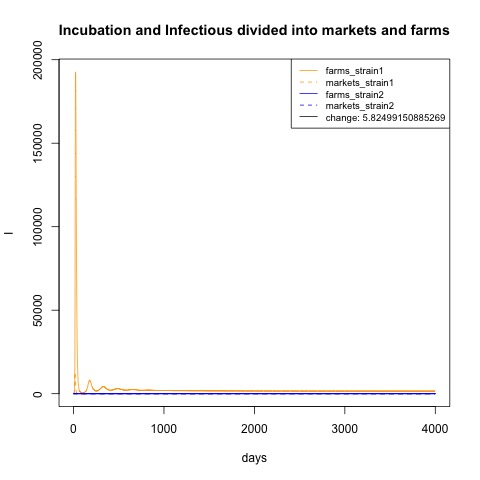 Incubation and Infectious divided into markets and farms
farms_strain1
markets_strain1
farms_strain2
markets_strain2
change: 5.82499150885269
200000
150000
100000
50000
0
I
0 1000 2000 3000 4000
days